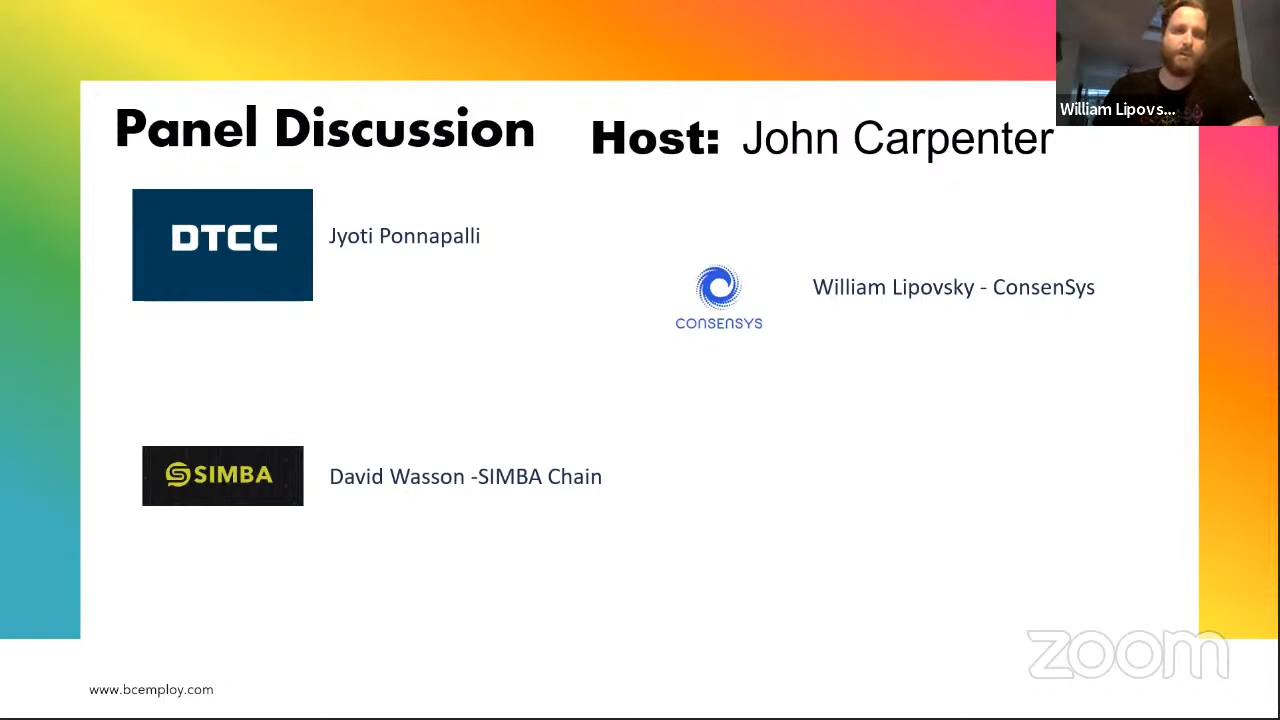 William Lipovs...
Panel Discussion
Host: John Carpenter
DTCC
Jyoti Ponnapalli
CONSENSYS
William Lipovsky - ConsenSys
SIMBA
David Wasson -SIMBA Chain
zoom
www.bcemploy.com